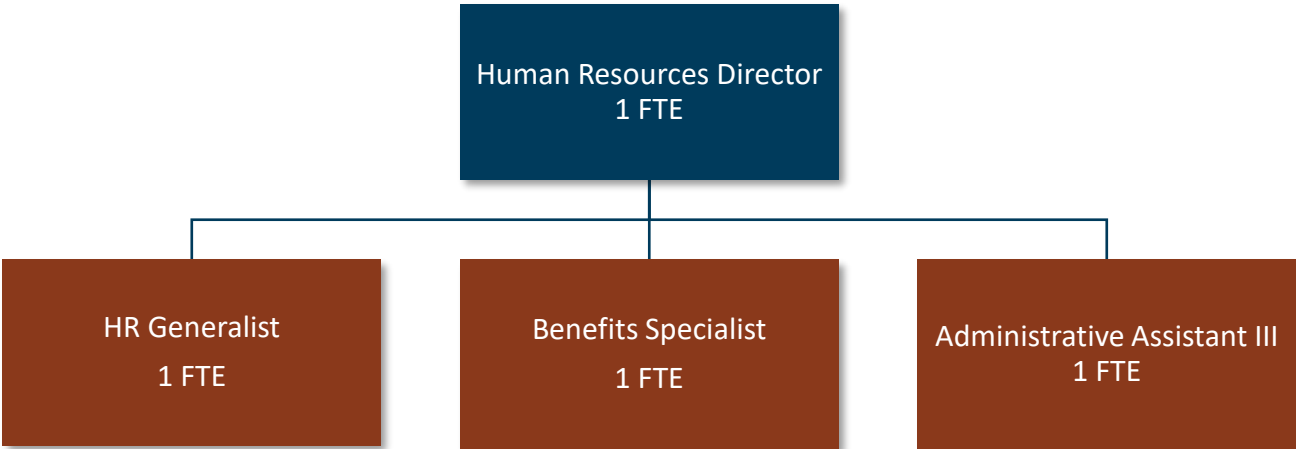 Human Resources Director
1 FTE
HR Generalist
1 FTE
Benefits Specialist
1 FTE
Administrative Assistant III
1 FTE